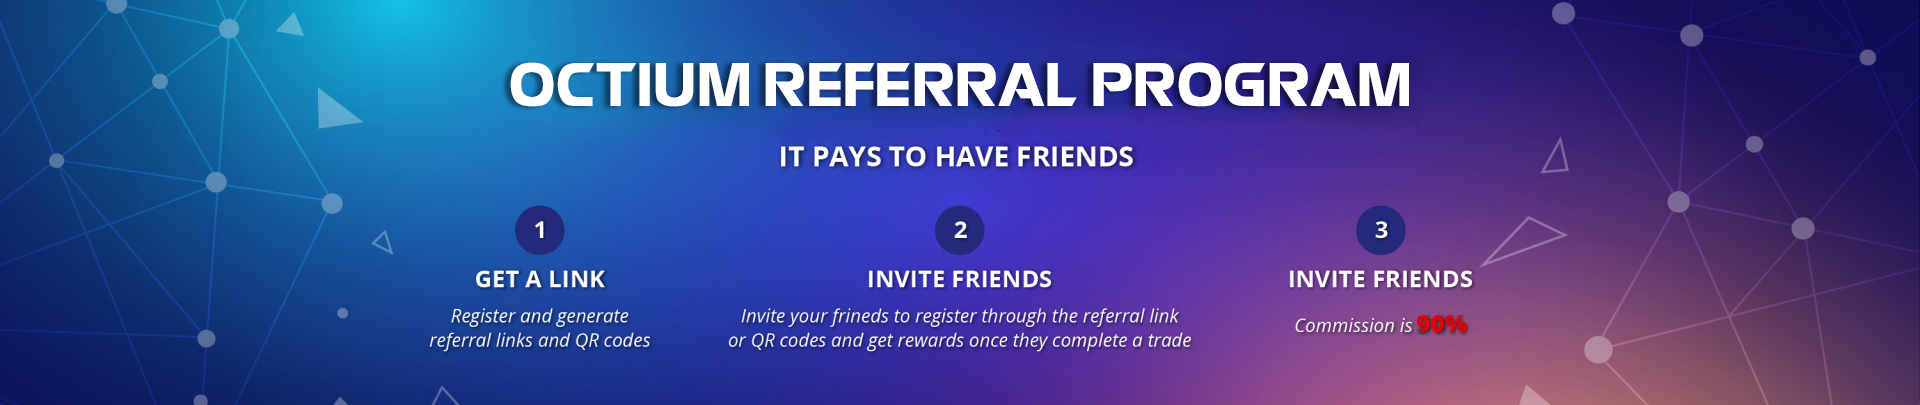 OCTIUM REFERRAL PROGRAM
IT PAYS TO HAVE FRIENDS
1
GET A LINK
Register and generate
referral links and QR codes
2
INVITE FRIENDS
Invite your frineds to register through the referral link
or QR codes and get rewards once they complete a trade
3
INVITE FRIENDS
Commission is 90%